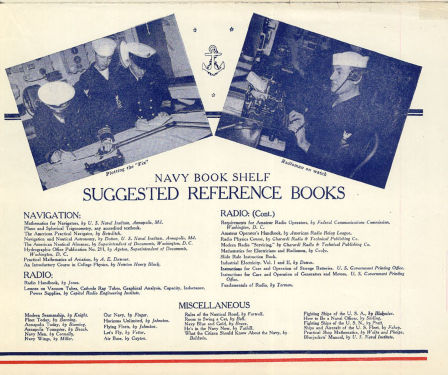 Plotting the "Fix"
Radioman on watch
NAVY BOOK SHELF
SUGGESTED REFERENCE BOOKS
NAVIGATION:
Mathematics for Navigators, by U. S. Naval Institute, Annapolis, Md.
Plane and Spherical Trigonometry, any accredited textbook.
The American Practical Navigator, by Bowditch.
Navigation and Nautical Astronomy, by Dutton, U. S. Naval Institute, Annapolis, Md.
The American Nautical Almanac, by Superintendent of Documents, Washington, D. C.
Hydrographic Office Publication No. 211, by Ageton, Superintendent of Documents,
Washington, D. C.
Practical Mathematics of Aviation, by A. E. Downer.
An Introductory Course in College Physics, by Newton Henry Black.
RADIO:
Radio Handbook, by Jones.
Lessons on Vacuum Tubes, Cathode Ray Tubes, Graphical Analysis, Capacity, Inductance,
Power Supplies, by Capitol Radio Engineering Institute.
RADIO: (Cont.)
Requirements for Amateur Radio Operators, by Federal Communications Commission,
Washington, D. C.
Amateur Operator's Handbook, by American Radio Relay League.
Radio Physics Course, by Ghirardi Radio & Technical Publishing Co.
Modern Radio "Servicing," by Ghirardi Radio & Technical Publishing Co.
Mathematics for Electricians and Radiomen, by Cooke.
Slide Rule Instruction Book.
Industrial Electricity, Vol. I and II, by Dawes.
Instructions for Care and Operation of Storage Batteries, U. S. Government Printing Office.
Instructions for Care and Operation of Generators and Motors, U. S. Government Printing
Office.
Fundamentals of Radio, by Terman.
MISCELLANEOUS
Modern Seamanship, by Knight.
Fleet Today, by Banning.
Annapolis Today, by Banning.
Annapolis Youngster, by Beach.
Navy Men, by Connolly.
Navy Wings, by Miller.
Our Navy, by Finger.
Horizons Unlimited, by Johnston.
Flying Fleets, by Johnston.
Let's Fly, by Vetter.
Air Base, by Guyton.
Rules of the Nautical Road, by Farwell.
Room to Swing a Cat, by Bell.
Navy Blue and Gold, by Stever.
He's in the Navy Now, by Tuthill.
What the Citizen Should Know About the Navy, by
Baldwin.
Fighting Ships of the U. S. A.,
How to Be a Naval Officer, by Stirling.
Fighting Ships of the U. S. N., by Pratt.
Ships and Aircraft of the U. S. Fleet, by Fahey.
Practical Marksmanship, by Waite and Phelps.
Bluejackets' Manual, by U. S. Naval Institute.